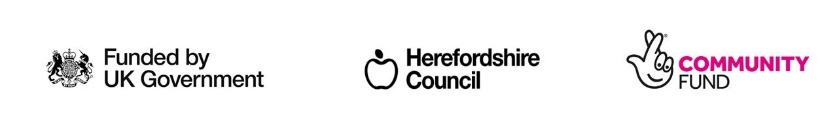 Funded by
UK Government
Herefordshire
Council
COMMUNITY
FUND